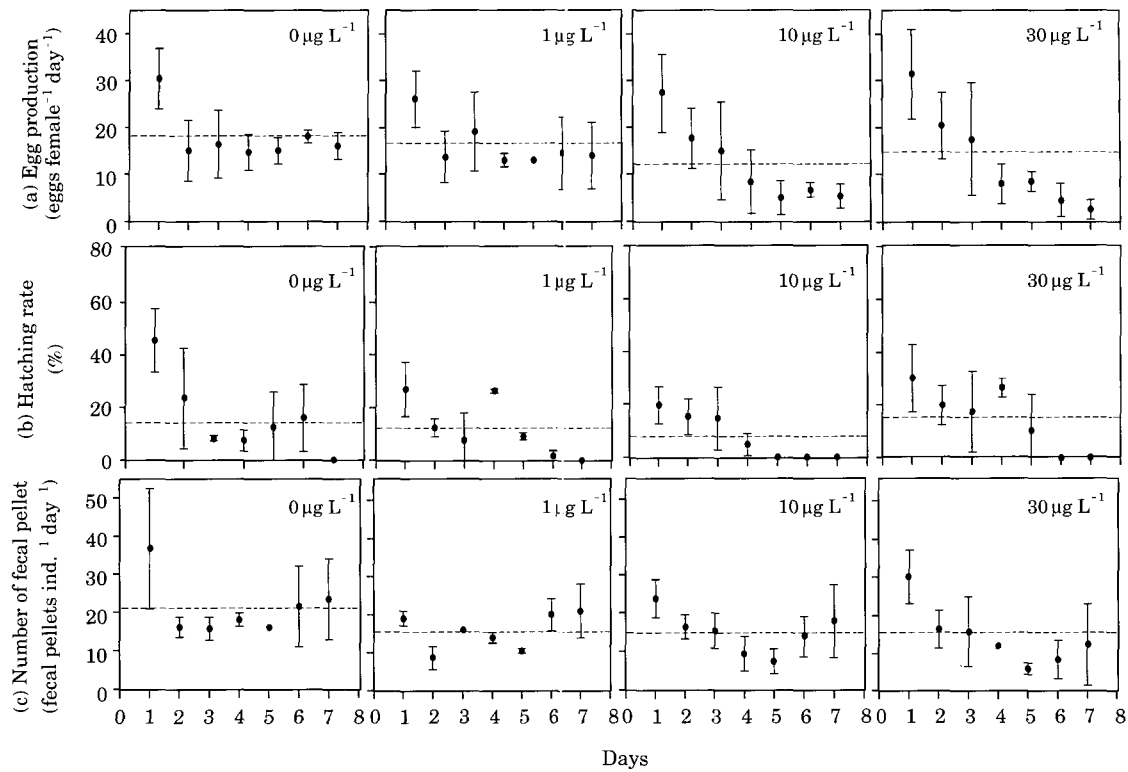 (a) Egg production
(eggs female⁻¹ day⁻¹)
40
30
20
10
0
0 µg L⁻¹
1 µg L⁻¹
10 µg L⁻¹
30 µg L⁻¹
(b) Hatching rate
(%)
80
60
40
20
0
0 µg L⁻¹
1 µg L⁻¹
10 µg L⁻¹
30 µg L⁻¹
(c) Number of fecal pellet
(fecal pellets ind. ¹ day ⁻¹)
50
40
30
20
10
0
0 µg L⁻¹
1 µg L⁻¹
10 µg L⁻¹
30 µg L⁻¹
0 1 2 3 4 5 6 7 8 0 1 2 3 4 5 6 7 8 0 1 2 3 4 5 6 7 8 0 1 2 3 4 5 6 7 8
Days